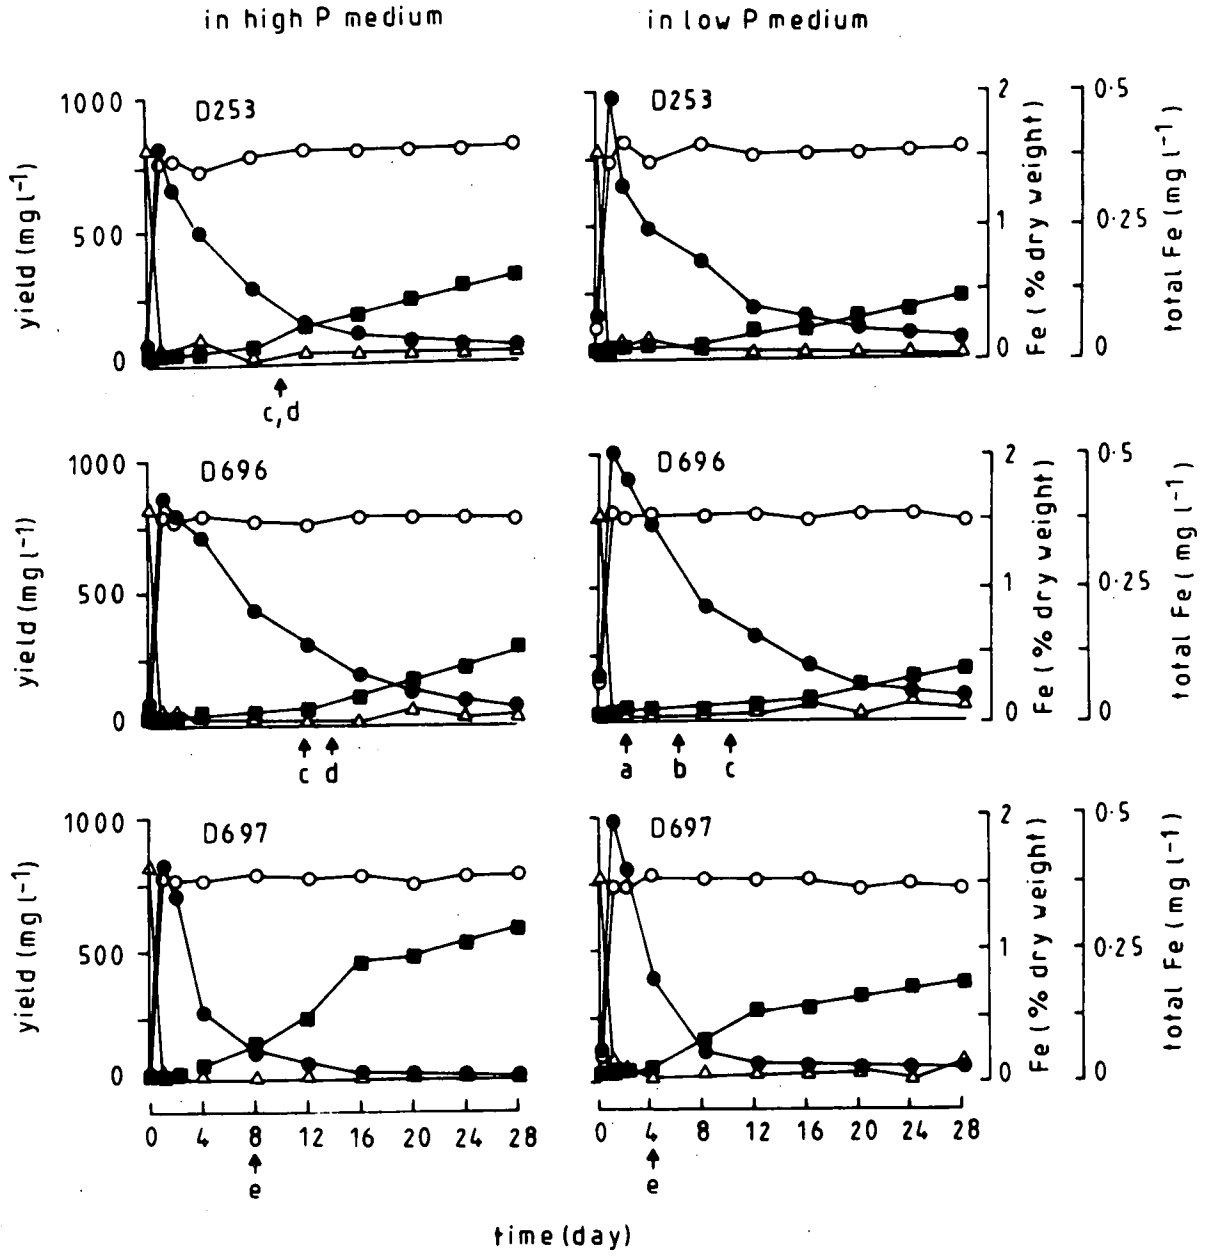 in high P medium
in low P medium
D253
D253
1000
500
0
yield (mg l⁻¹)
2
1
0
Fe (% dry weight)
0·5
0·25
0
total Fe (mg l⁻¹)
c,d
D696
D696
1000
500
0
yield (mg l⁻¹)
2
1
0
Fe (% dry weight)
0·5
0·25
0
total Fe (mg l⁻¹)
c d
a b c
D697
D697
1000
500
0
yield (mg l⁻¹)
2
1
0
Fe (% dry weight)
0·5
0·25
0
total Fe (mg l⁻¹)
0 4 8 12 16 20 24 28
0 4 8 12 16 20 24 28
e
e
time (day)